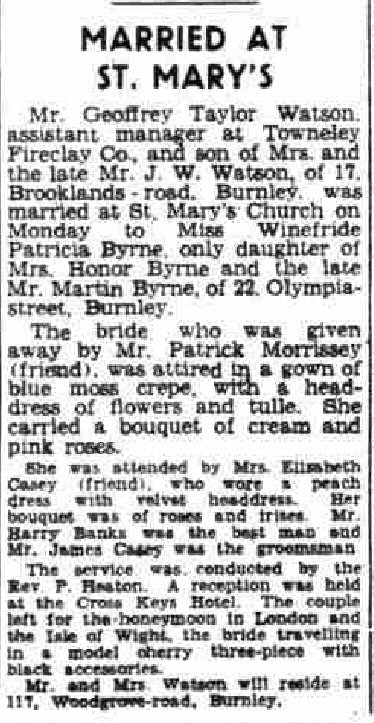 MARRIED AT
ST. MARY'S
Mr. Geoffrey Taylor Watson,
assistant manager at Towneley
Fireclay Co., and son of Mrs. and
the late Mr. J. W. Watson, of 17,
Brooklands-road, Burnley, was
married at St. Mary's Church on
Monday to Miss Winefride
Patricia Byrne, only daughter of
Mrs. Honor Byrne and the late
Mr. Martin Byrne, of 22, Olympia-
street, Burnley.
The bride who was given
away by Mr. Patrick Morrissey
(friend), was attired in a gown of
blue moss crepe, with a head-
dress of flowers and tulle. She
carried a bouquet of cream and
pink roses.
She was attended by Mrs. Elizabeth
Casey (friend), who wore a peach
dress with velvet headdress. Her
bouquet was of roses and irises. Mr.
Harry Banks was the best man and
Mr. James Casey was the groomsman
The service was conducted by the
Rev. P. Heaton. A reception was held
at the Cross Keys Hotel. The couple
left for the honeymoon in London and
the Isle of Wight, the bride travelling
in a model cherry three-piece with
black accessories.
Mr. and Mrs. Watson will reside at
117, Woodgrove-road, Burnley.